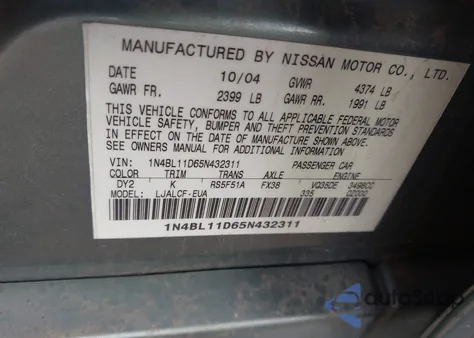 MANUFACTURED BY NISSAN MOTOR CO., LTD.
DATE 10/04 GVWR 4374 LB
GAWR FR. 2399 LB GAWR RR. 1991 LB
THIS VEHICLE CONFORMS TO ALL APPLICABLE FEDERAL MOTOR
VEHICLE SAFETY, BUMPER AND THEFT PREVENTION STANDARDS
IN EFFECT ON THE DATE OF MANUFACTURE SHOWN ABOVE.
SEE OWNERS MANUAL FOR ADDITIONAL INFORMATION
VIN: 1N4BL11D65N432311 PASSENGER CAR
COLOR TRIM TRANS AXLE ENGINE
DY2 K RS5F51A FX38 VQ35DE 3498CC
MODEL: LJALCF-EUA 335
1N4BL11D65N432311
autoSnap